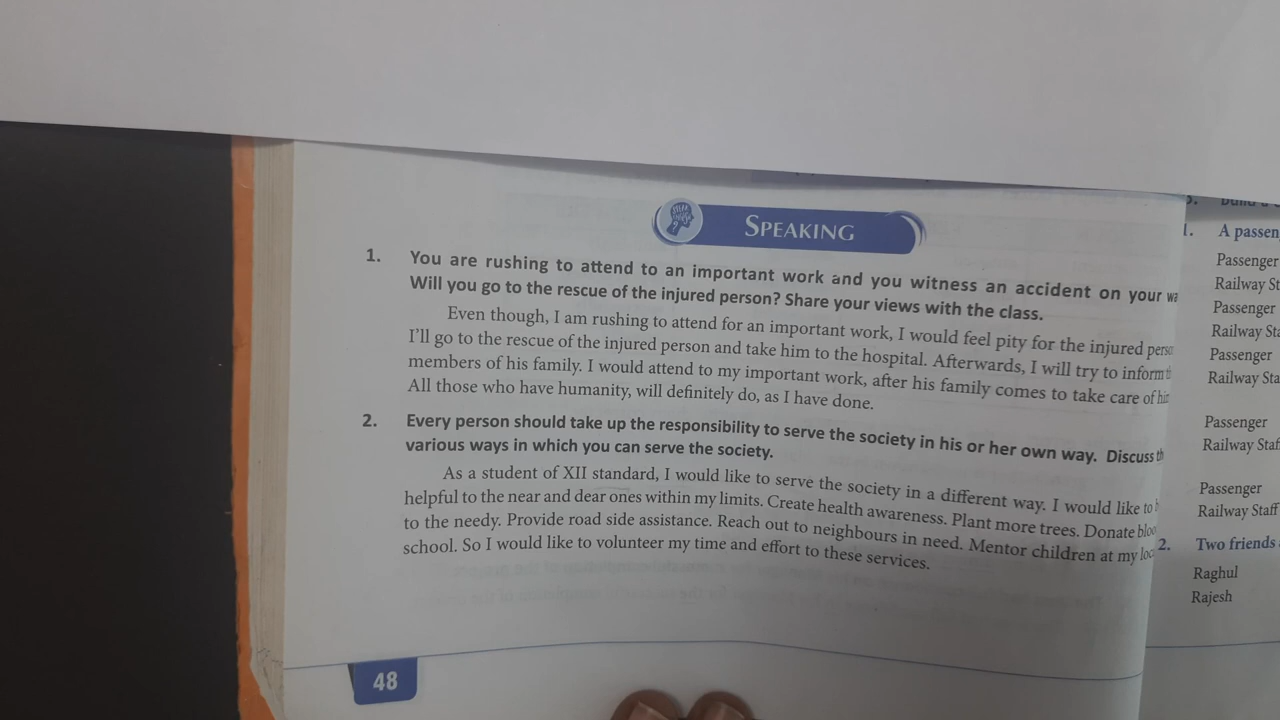 SPEAKING
1. You are rushing to attend to an important work and you witness an accident on your
Will you go to the rescue of the injured person? Share your views with the class.
Even though, I am rushing to attend for an important work, I would feel pity for the injured
I'll go to the rescue of the injured person and take him to the hospital. Afterwards, I will try to inform
members of his family. I would attend to my important work, after his family comes to take care of
All those who have humanity, will definitely do, as I have done.
2. Every person should take up the responsibility to serve the society in his or her own way. Discuss
various ways in which you can serve the society.
As a student of XII standard, I would like to serve the society in a different way. I would like to
helpful to the near and dear ones within my limits. Create health awareness. Plant more trees. Donate
to the needy. Provide road side assistance. Reach out to neighbours in need. Mentor children at my
school. So I would like to volunteer my time and effort to these services.
48
1. A passen
Passenger
Railway St
Passenger
Railway Sta
Passenger
Railway Sta
Passenger
Railway Staf
Passenger
Railway Staff
2. Two friends
Raghul
Rajesh